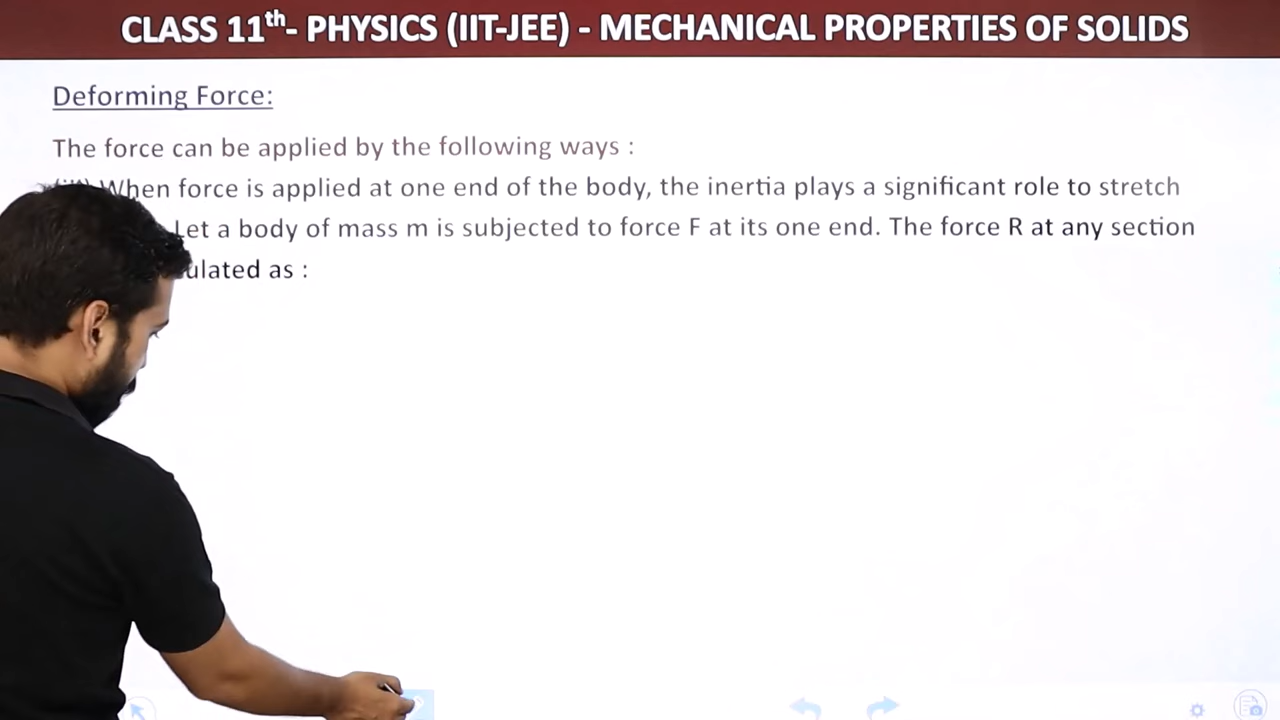 CLASS 11th- PHYSICS (IIT-JEE) - MECHANICAL PROPERTIES OF SOLIDS
Deforming Force:
The force can be applied by the following ways :
When force is applied at one end of the body, the inertia plays a significant role to stretch
Let a body of mass m is subjected to force F at its one end. The force R at any section
ulated as :